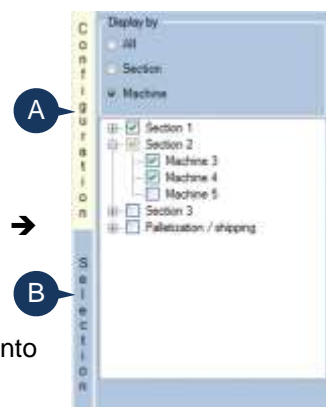 Configuration
Selection
Display by
All
Section
Machine
Section 1
Section 2
Machine 3
Machine 4
Machine 5
Section 3
Palletization / shipping
A
➔
B
nto